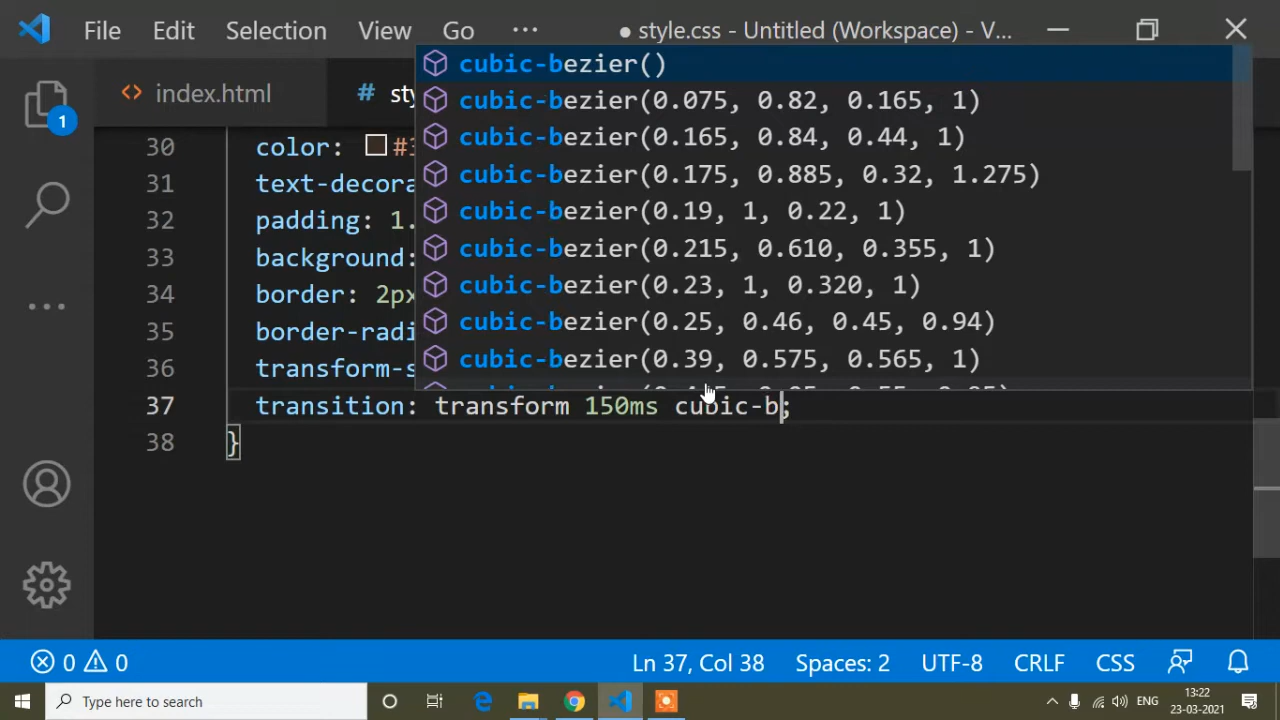 File Edit Selection View Go ··· ● style.css - Untitled (Workspace) - V...
<> index.html # sty
1
cubic-bezier()
cubic-bezier(0.075, 0.82, 0.165, 1)
cubic-bezier(0.165, 0.84, 0.44, 1)
cubic-bezier(0.175, 0.885, 0.32, 1.275)
cubic-bezier(0.19, 1, 0.22, 1)
cubic-bezier(0.215, 0.610, 0.355, 1)
cubic-bezier(0.23, 1, 0.320, 1)
cubic-bezier(0.25, 0.46, 0.45, 0.94)
cubic-bezier(0.39, 0.575, 0.565, 1)
30 color: #3
31 text-decora
32 padding: 1.
33 background:
34 border: 2px
35 border-radi
36 transform-s
37 transition: transform 150ms cubic-b;
38 }
0 0 Ln 37, Col 38 Spaces: 2 UTF-8 CRLF CSS
Type here to search ENG 13:22
23-03-2021